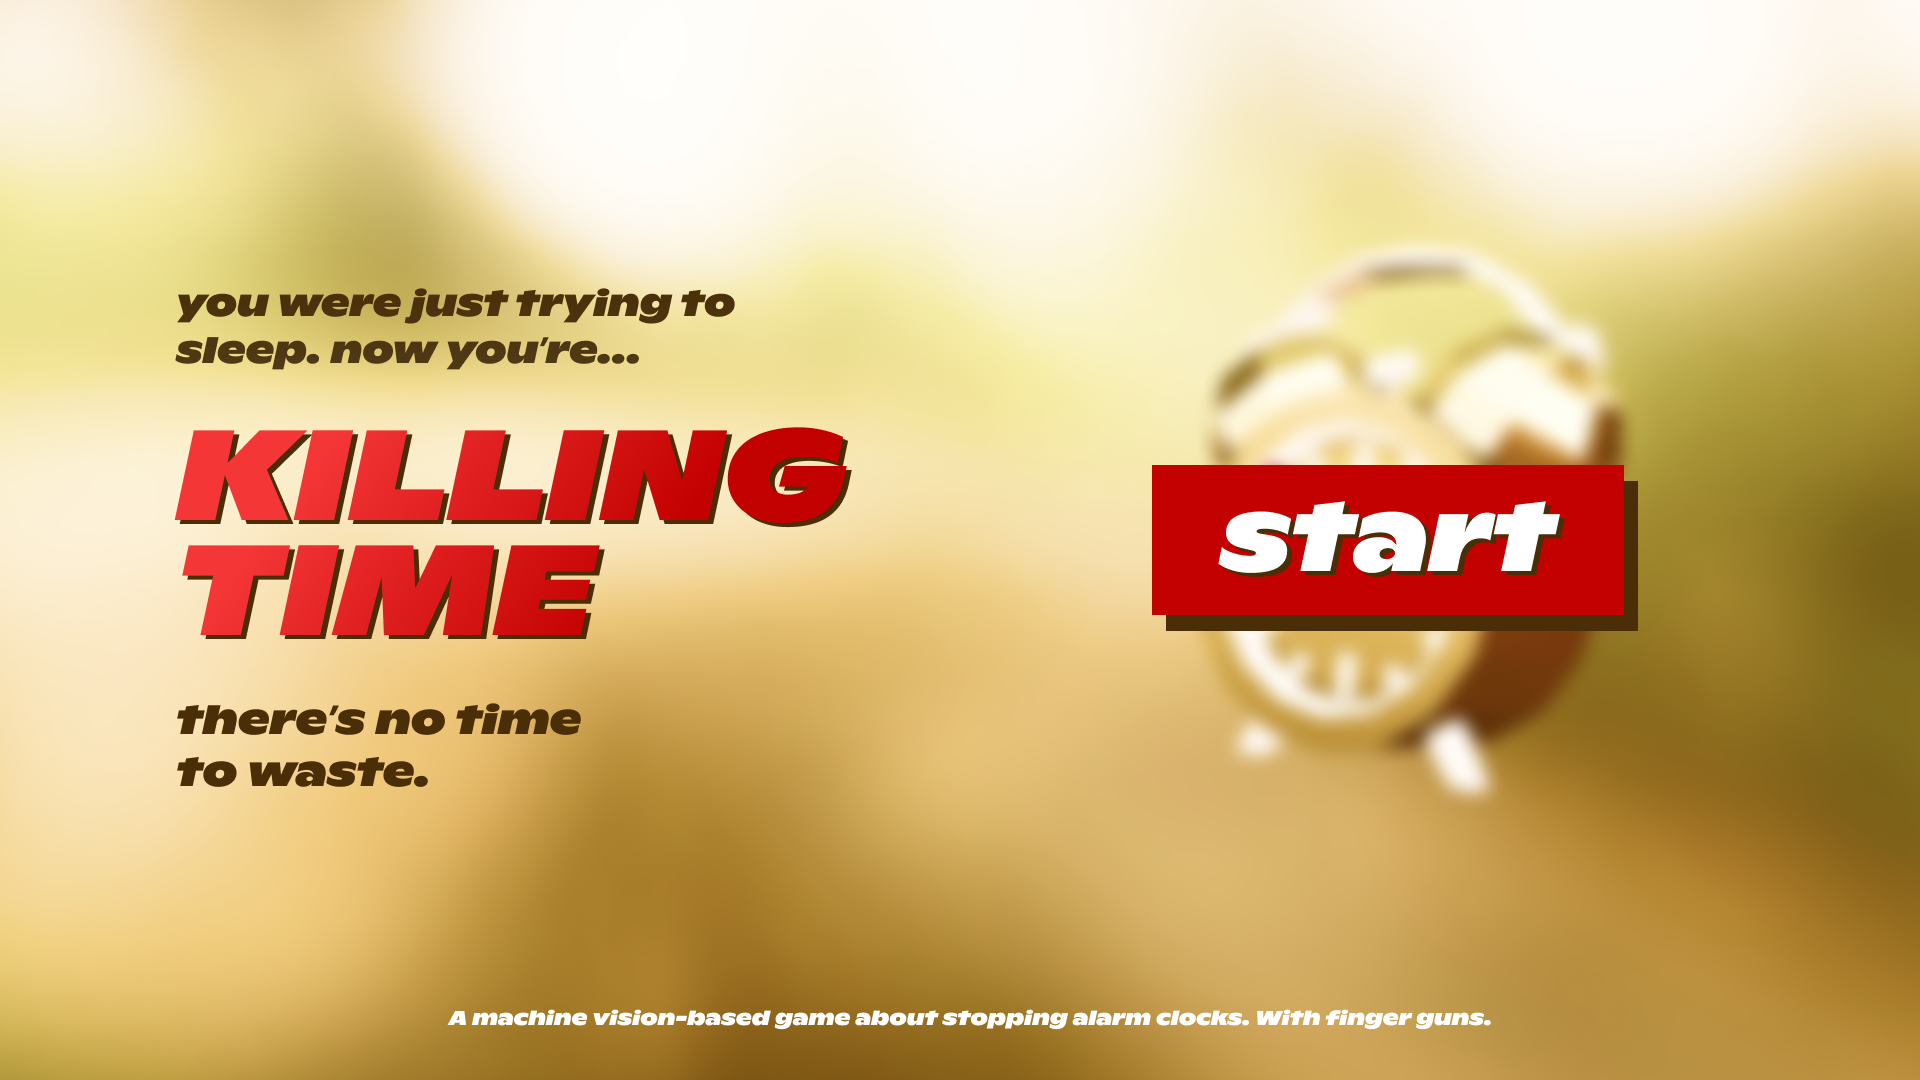 you were just trying to
sleep. now you're...
KILLING
TIME
there's no time
to waste.
start
A machine vision-based game about stopping alarm clocks. With finger guns.